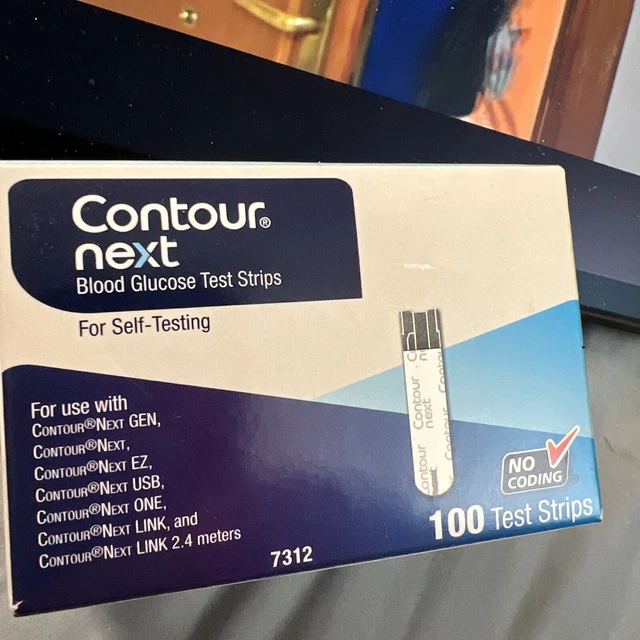 Contour®
next
Blood Glucose Test Strips
For Self-Testing
For use with
CONTOUR®NEXT GEN,
CONTOUR®NEXT,
CONTOUR®NEXT EZ,
CONTOUR®NEXT USB,
CONTOUR®NEXT ONE,
CONTOUR®NEXT LINK, and
CONTOUR®NEXT LINK 2.4 meters
7312
Contour
next
Contour
NO
CODING
100 Test Strips